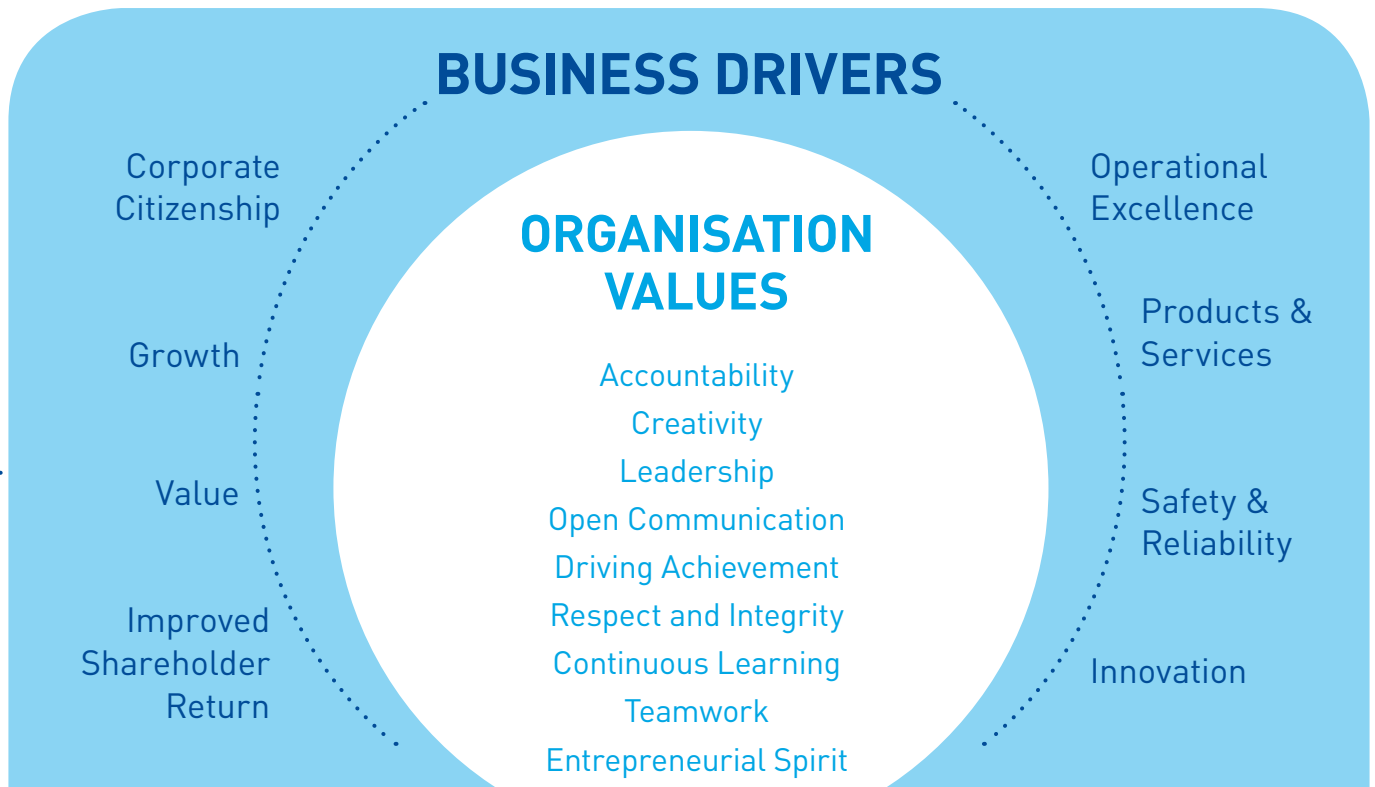 BUSINESS DRIVERS
Corporate
Citizenship
Growth
Value
Improved
Shareholder
Return
ORGANISATION
VALUES
Accountability
Creativity
Leadership
Open Communication
Driving Achievement
Respect and Integrity
Continuous Learning
Teamwork
Entrepreneurial Spirit
Operational
Excellence
Products &
Services
Safety &
Reliability
Innovation